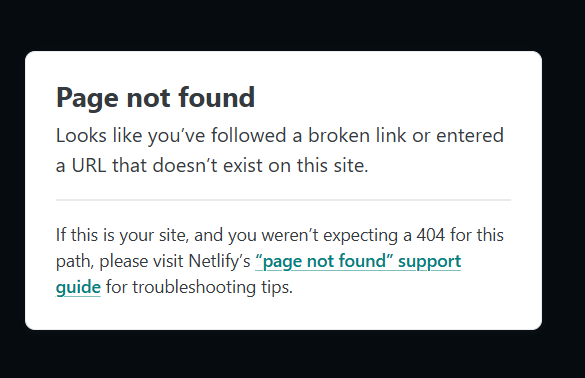 Page not found
Looks like you’ve followed a broken link or entered
a URL that doesn’t exist on this site.
If this is your site, and you weren’t expecting a 404 for this
path, please visit Netlify’s “page not found” support
guide for troubleshooting tips.